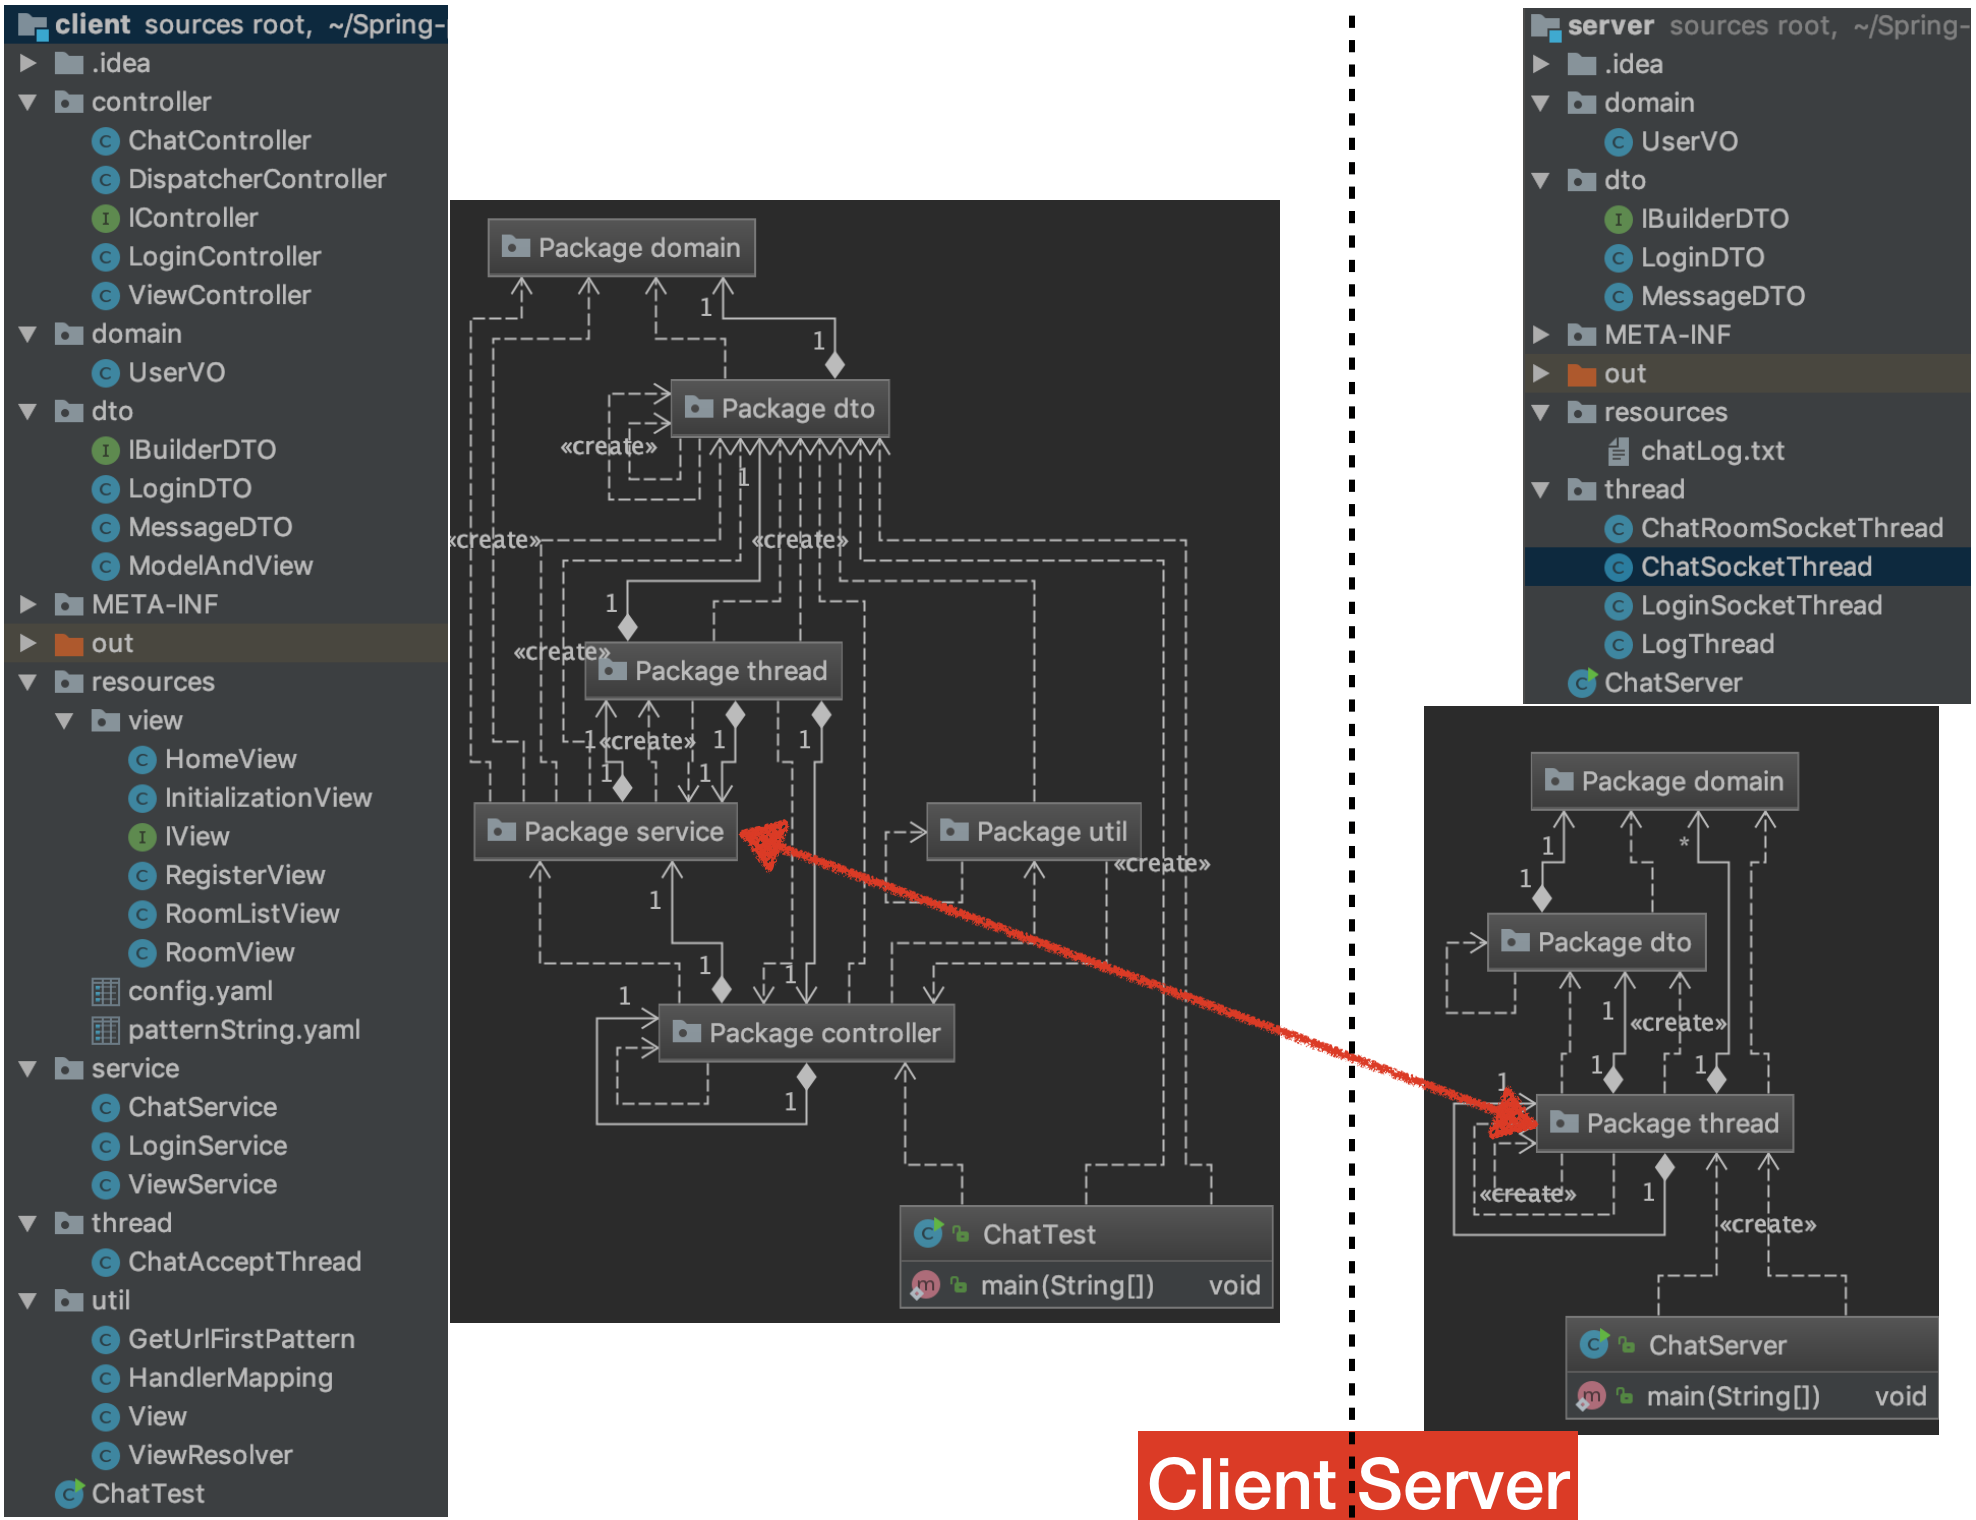 client sources root, ~/Spring-
.idea
controller
ChatController
DispatcherController
IController
LoginController
ViewController
domain
UserVO
dto
IBuilderDTO
LoginDTO
MessageDTO
ModelAndView
META-INF
out
resources
view
HomeView
InitializationView
IView
RegisterView
RoomListView
RoomView
config.yaml
patternString.yaml
service
ChatService
LoginService
ViewService
thread
ChatAcceptThread
util
GetUrlFirstPattern
HandlerMapping
View
ViewResolver
ChatTest
Package domain
1
1
Package dto
«create»
1
«create»
«create»
1
«create»
Package thread
1
«create»
1
1
1
1
Package service
Package util
«create»
1
1
1
1
Package controller
1
ChatTest
main(String[]) void
server sources root, ~/Spring-
.idea
domain
UserVO
dto
IBuilderDTO
LoginDTO
MessageDTO
META-INF
out
resources
chatLog.txt
thread
ChatRoomSocketThread
ChatSocketThread
LoginSocketThread
LogThread
ChatServer
Package domain
1
*
1
Package dto
1
«create»
1
1
1
Package thread
«create»
1
«create»
ChatServer
main(String[]) void
Client Server